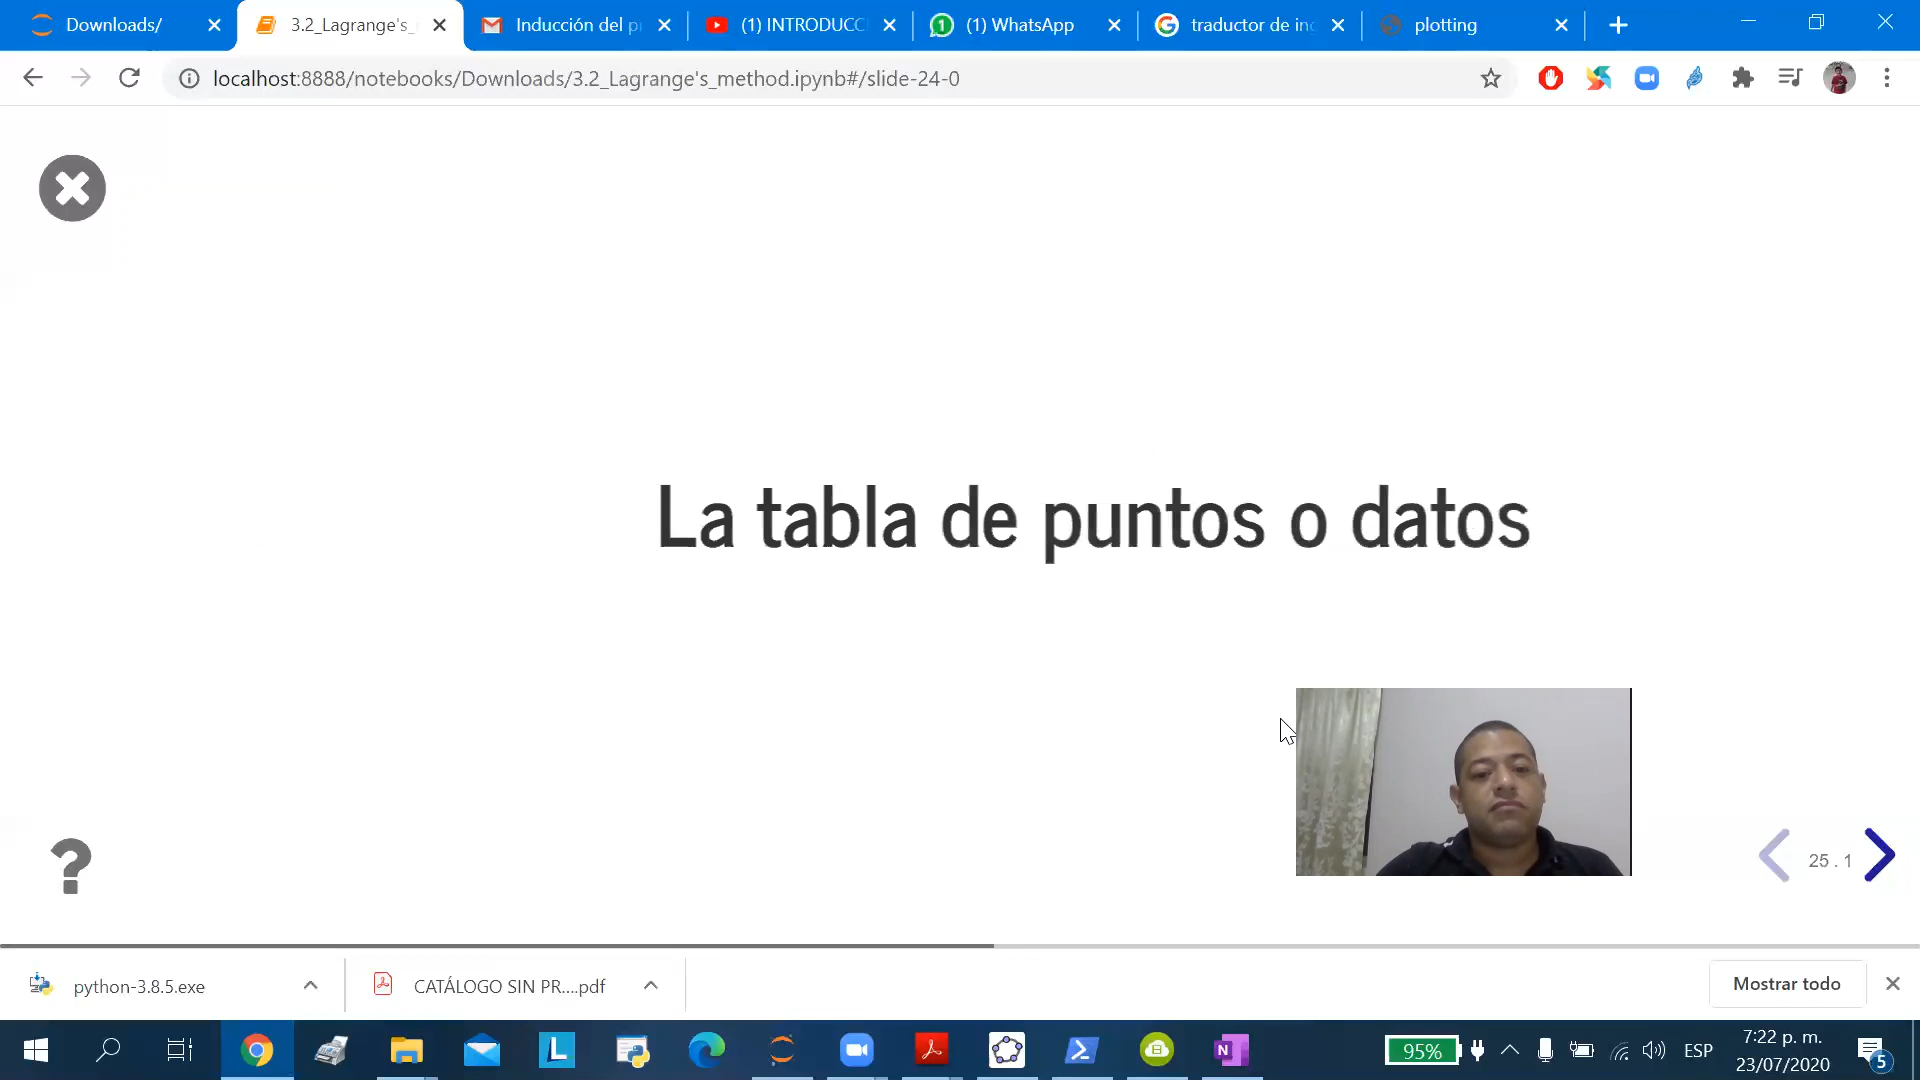 Downloads/
3.2_Lagrange's_
Inducción del p
(1) INTRODUCC
(1) WhatsApp
traductor de in
plotting
localhost:8888/notebooks/Downloads/3.2_Lagrange's_method.ipynb#/slide-24-0
La tabla de puntos o datos
25 . 1
python-3.8.5.exe
CATÁLOGO SIN PR....pdf
Mostrar todo
95%
ESP
7:22 p. m.
23/07/2020
5